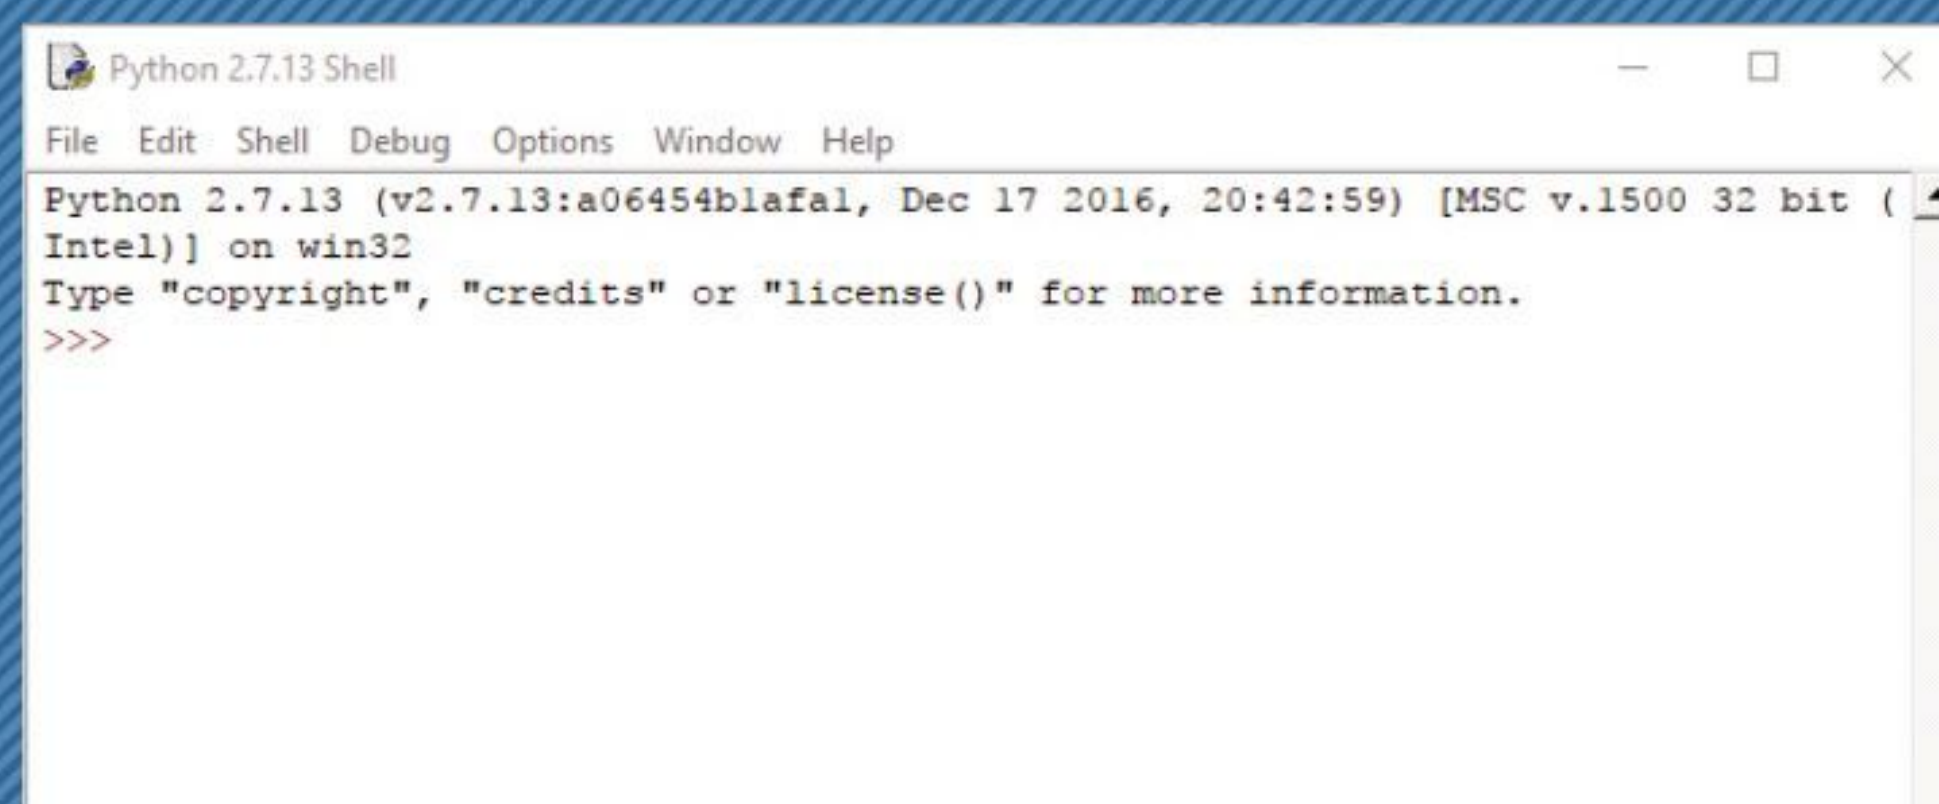 Python 2.7.13 Shell
File Edit Shell Debug Options Window Help
Python 2.7.13 (v2.7.13:a06454b1afa1, Dec 17 2016, 20:42:59) [MSC v.1500 32 bit (
Intel)] on win32
Type "copyright", "credits" or "license()" for more information.
>>>